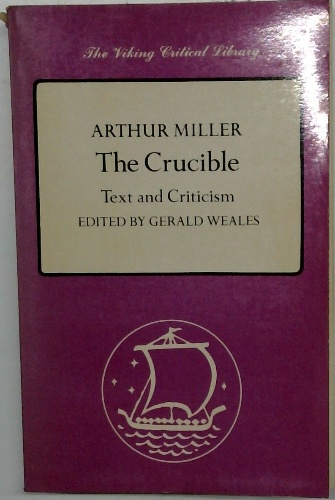 The Viking Critical Library
ARTHUR MILLER
The Crucible
Text and Criticism
EDITED BY GERALD WEALES